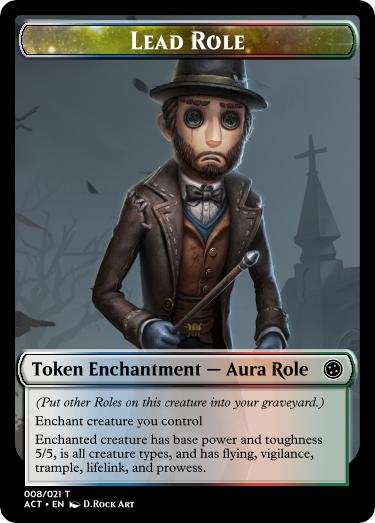 LEAD ROLE
Token Enchantment — Aura Role
(Put other Roles on this creature into your graveyard.)
Enchant creature you control
Enchanted creature has base power and toughness
5/5, is all creature types, and has flying, vigilance,
trample, lifelink, and prowess.
008/021 T
ACT • EN D.ROCK ART